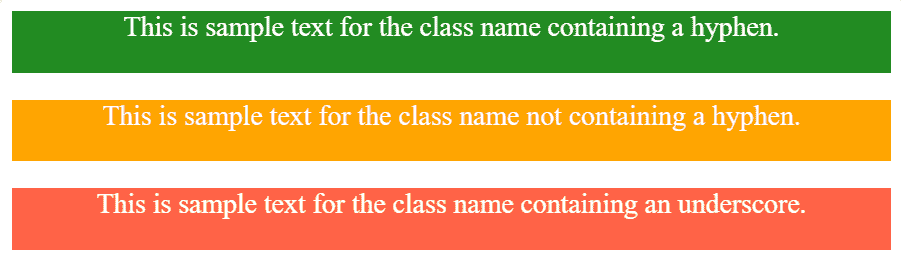 This is sample text for the class name containing a hyphen.
This is sample text for the class name not containing a hyphen.
This is sample text for the class name containing an underscore.